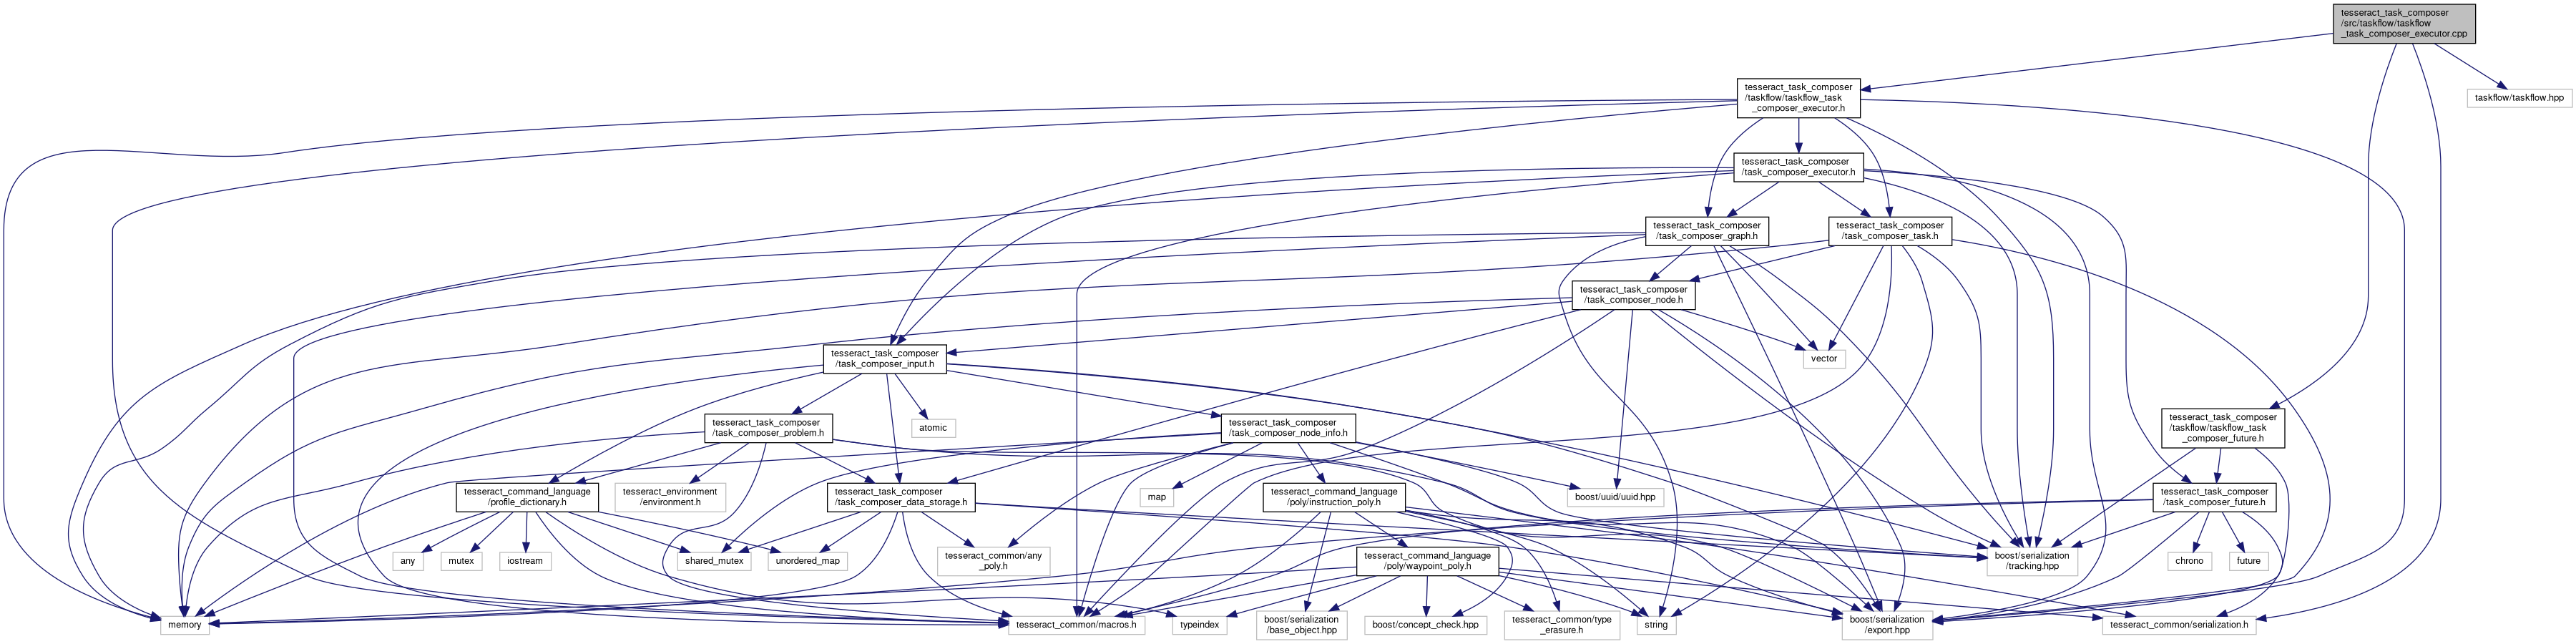 tesseract_task_composer
/src/taskflow/taskflow
_task_composer_executor.cpp
tesseract_task_composer
/taskflow/taskflow_task
_composer_executor.h
taskflow/taskflow.hpp
tesseract_task_composer
/task_composer_executor.h
tesseract_task_composer
/task_composer_graph.h
tesseract_task_composer
/task_composer_task.h
tesseract_task_composer
/task_composer_node.h
tesseract_task_composer
/task_composer_input.h
vector
tesseract_task_composer
/task_composer_problem.h
atomic
tesseract_task_composer
/task_composer_node_info.h
tesseract_task_composer
/taskflow/taskflow_task
_composer_future.h
tesseract_command_language
/profile_dictionary.h
tesseract_environment
/environment.h
tesseract_task_composer
/task_composer_data_storage.h
map
tesseract_command_language
/poly/instruction_poly.h
boost/uuid/uuid.hpp
tesseract_task_composer
/task_composer_future.h
any
mutex
iostream
shared_mutex
unordered_map
tesseract_common/any
_poly.h
tesseract_command_language
/poly/waypoint_poly.h
boost/serialization
/tracking.hpp
chrono
future
memory
tesseract_common/macros.h
typeindex
boost/serialization
/base_object.hpp
boost/concept_check.hpp
tesseract_common/type
_erasure.h
string
boost/serialization
/export.hpp
tesseract_common/serialization.h